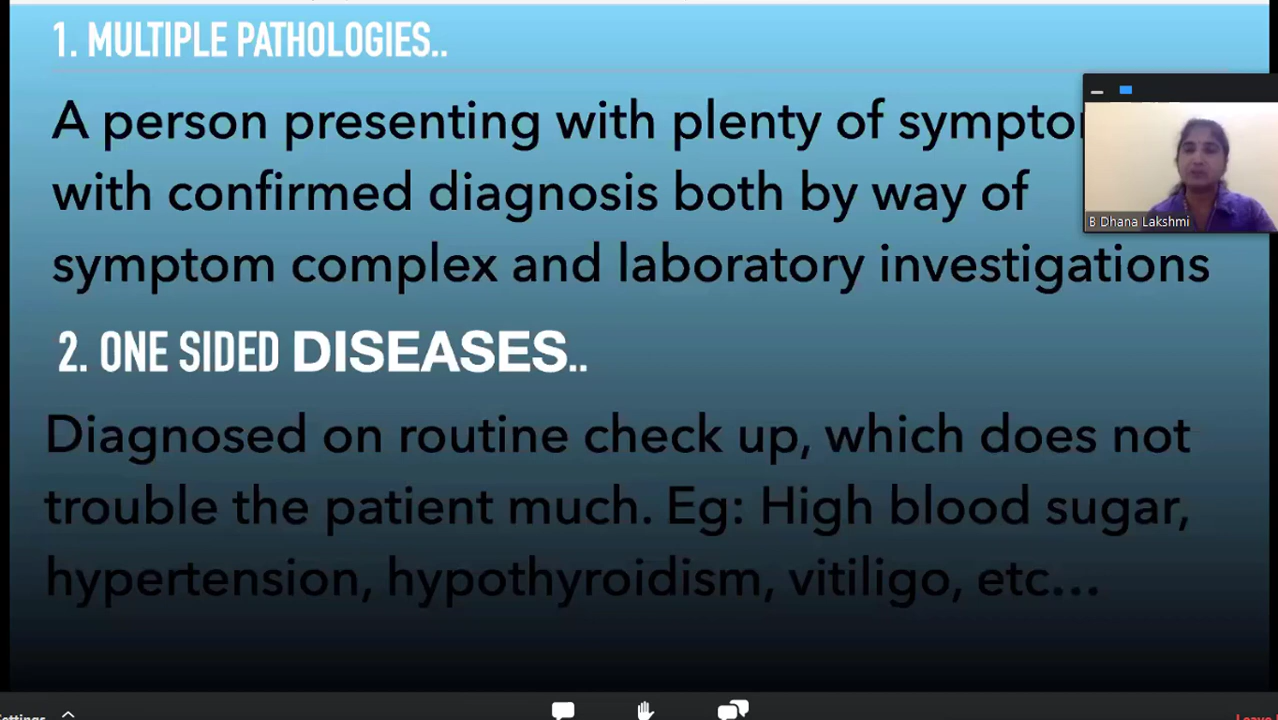 1. MULTIPLE PATHOLOGIES..
A person presenting with plenty of
with confirmed diagnosis both by way of
symptom complex and laboratory investigations
2. ONE SIDED DISEASES..
Diagnosed on routine check up, which does not
trouble the patient much. Eg: High blood sugar,
hypertension, hypothyroidism, vitiligo, etc...
B Dhana Lakshmi